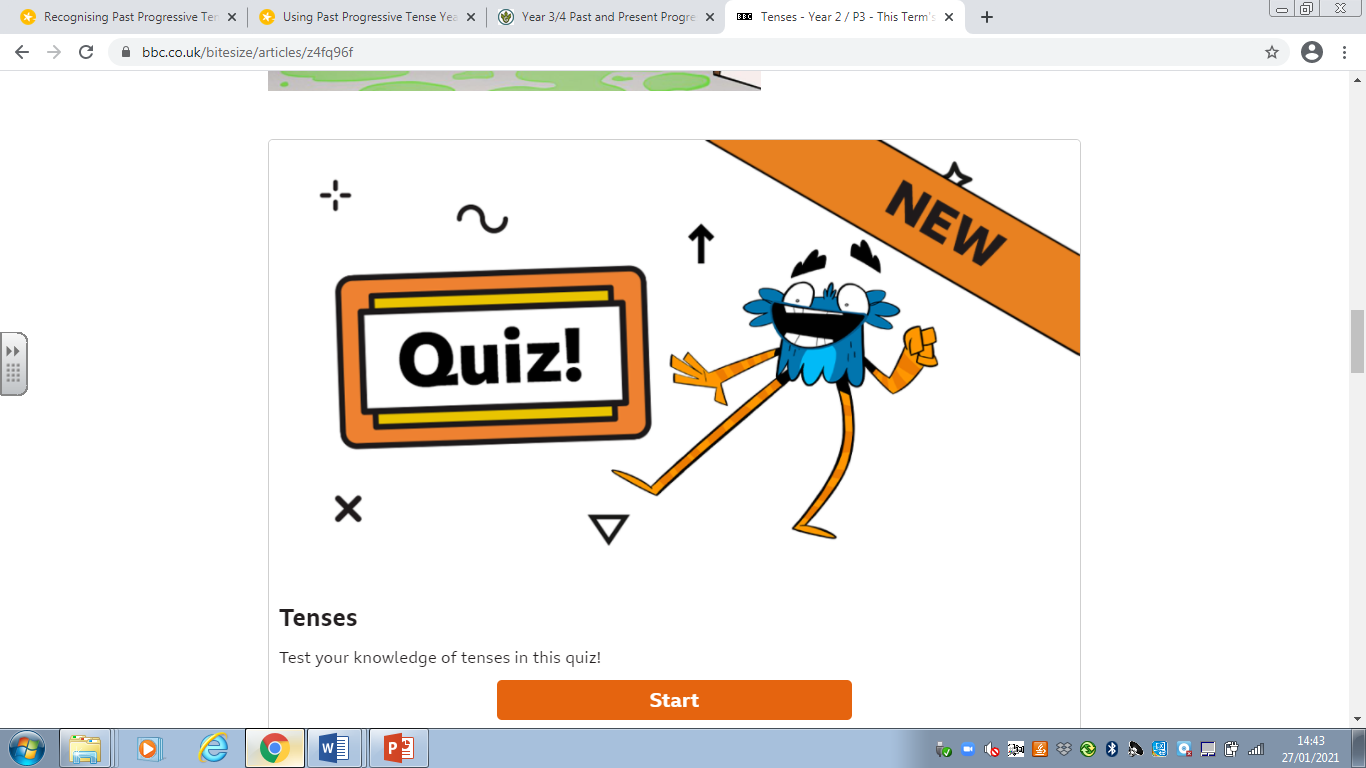 Recognising Past Progressive Ten
Using Past Progressive Tense Yea
Year 3/4 Past and Present Progre
BBC
Tenses - Year 2 / P3 - This Term's
bbc.co.uk/bitesize/articles/z4fq96f
NEW
Quiz!
Tenses
Test your knowledge of tenses in this quiz!
Start
14:43
27/01/2021